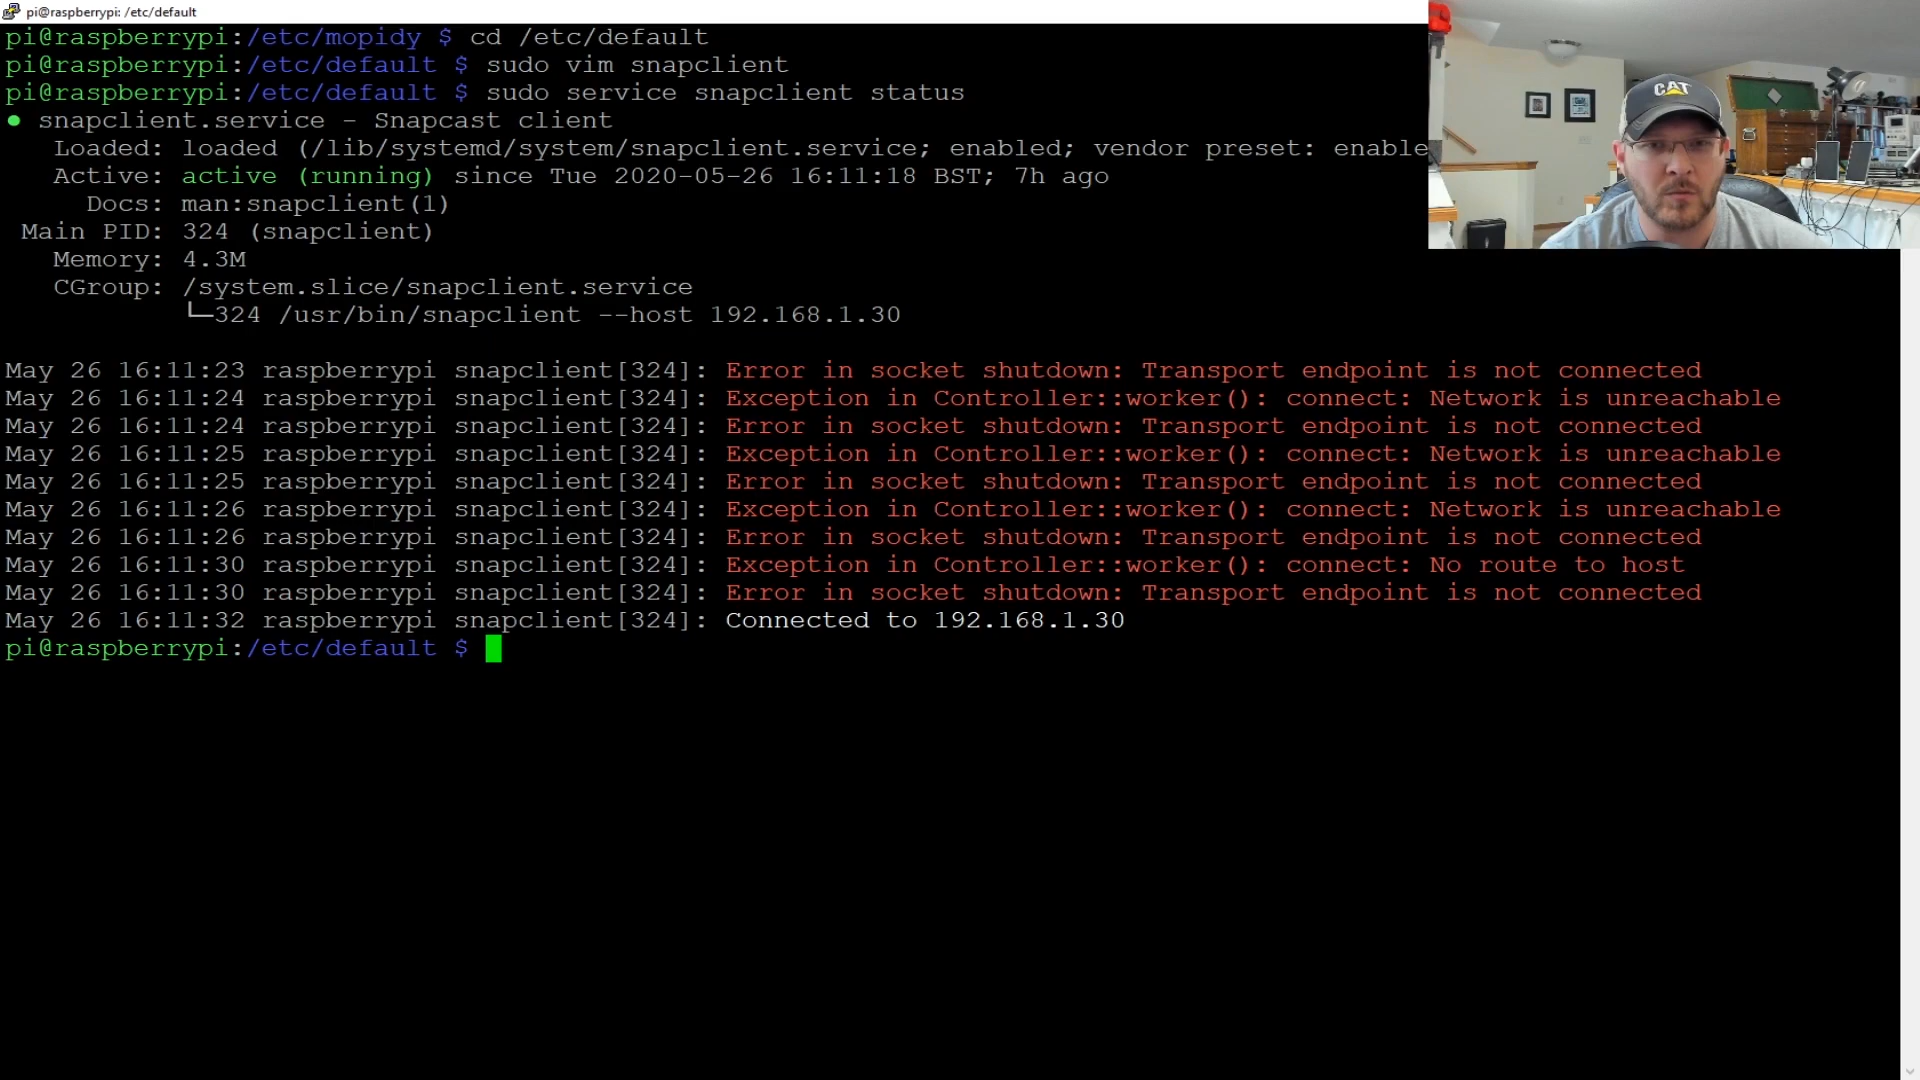 pi@raspberrypi: /etc/default
pi@raspberrypi:/etc/mopidy $ cd /etc/default
pi@raspberrypi:/etc/default $ sudo vim snapclient
pi@raspberrypi:/etc/default $ sudo service snapclient status
● snapclient.service - Snapcast client
Loaded: loaded (/lib/systemd/system/snapclient.service; enabled; vendor preset: enable
Active: active (running) since Tue 2020-05-26 16:11:18 BST; 7h ago
Docs: man:snapclient(1)
Main PID: 324 (snapclient)
Memory: 4.3M
CGroup: /system.slice/snapclient.service
└─324 /usr/bin/snapclient --host 192.168.1.30
May 26 16:11:23 raspberrypi snapclient[324]: Error in socket shutdown: Transport endpoint is not connected
May 26 16:11:24 raspberrypi snapclient[324]: Exception in Controller::worker(): connect: Network is unreachable
May 26 16:11:24 raspberrypi snapclient[324]: Error in socket shutdown: Transport endpoint is not connected
May 26 16:11:25 raspberrypi snapclient[324]: Exception in Controller::worker(): connect: Network is unreachable
May 26 16:11:25 raspberrypi snapclient[324]: Error in socket shutdown: Transport endpoint is not connected
May 26 16:11:26 raspberrypi snapclient[324]: Exception in Controller::worker(): connect: Network is unreachable
May 26 16:11:26 raspberrypi snapclient[324]: Error in socket shutdown: Transport endpoint is not connected
May 26 16:11:30 raspberrypi snapclient[324]: Exception in Controller::worker(): connect: No route to host
May 26 16:11:30 raspberrypi snapclient[324]: Error in socket shutdown: Transport endpoint is not connected
May 26 16:11:32 raspberrypi snapclient[324]: Connected to 192.168.1.30
pi@raspberrypi:/etc/default $
CAT